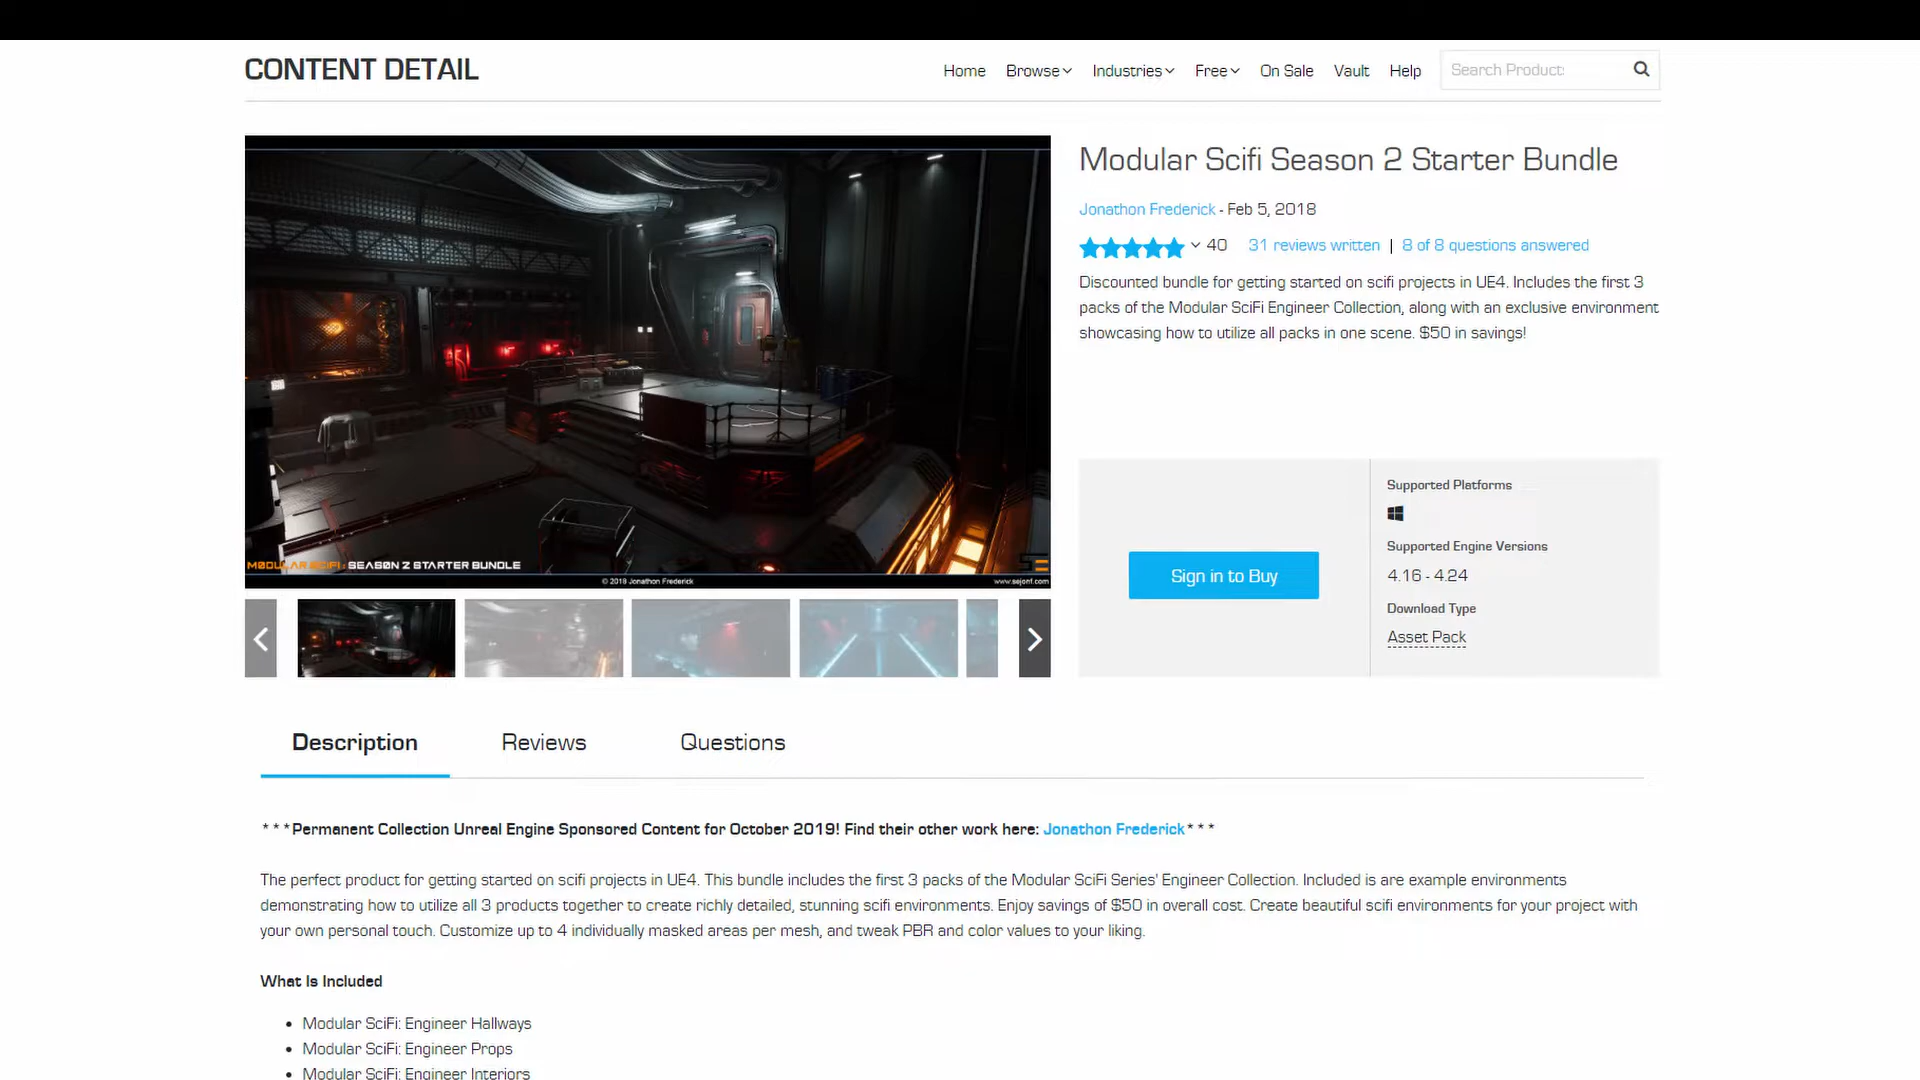 CONTENT DETAIL
Home Browse Industries Free On Sale Vault Help
Search Product
Modular Scifi Season 2 Starter Bundle
Jonathon Frederick - Feb 5, 2018
40 31 reviews written | 8 of 8 questions answered
Discounted bundle for getting started on scifi projects in UE4. Includes the first 3
packs of the Modular SciFi Engineer Collection, along with an exclusive environment
showcasing how to utilize all packs in one scene. $50 in savings!
MODULAR SCIFI: SEASON 2 STARTER BUNDLE
© 2018 Jonathon Frederick
www.sejonf.com
Sign in to Buy
Supported Platforms
Supported Engine Versions
4.16 - 4.24
Download Type
Asset Pack
Description Reviews Questions
***Permanent Collection Unreal Engine Sponsored Content for October 2019! Find their other work here: Jonathon Frederick***
The perfect product for getting started on scifi projects in UE4. This bundle includes the first 3 packs of the Modular SciFi Series' Engineer Collection. Included is are example environments
demonstrating how to utilize all 3 products together to create richly detailed, stunning scifi environments. Enjoy savings of $50 in overall cost. Create beautiful scifi environments for your project with
your own personal touch. Customize up to 4 individually masked areas per mesh, and tweak PBR and color values to your liking.
What Is Included
• Modular SciFi: Engineer Hallways
• Modular SciFi: Engineer Props
• Modular SciFi: Engineer Interiors